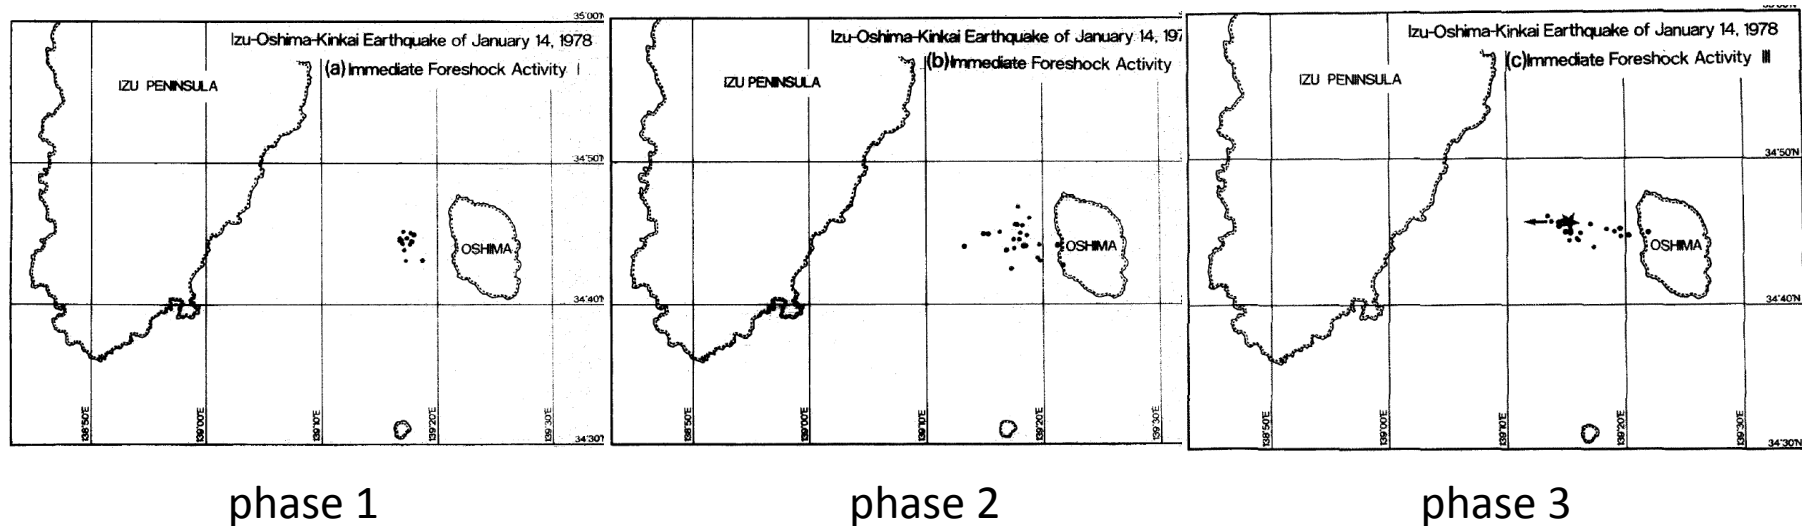 35°00'N
Izu-Oshima-Kinkai Earthquake of January 14, 1978
(a)Immediate Foreshock Activity I
IZU PENINSULA
34°50'N
OSHIMA
34°40'N
138°50'E
139°00'E
139°10'E
139°20'E
139°30'E
34°30'N
Izu-Oshima-Kinkai Earthquake of January 14, 197
(b)Immediate Foreshock Activity
IZU PENINSULA
OSHIMA
138°50'E
139°00'E
139°10'E
139°20'E
139°30'E
Izu-Oshima-Kinkai Earthquake of January 14, 1978
(c)Immediate Foreshock Activity III
IZU PENINSULA
34°50'N
OSHIMA
34°40'N
138°50'E
139°00'E
139°10'E
139°20'E
139°30'E
34°30'N
phase 1
phase 2
phase 3